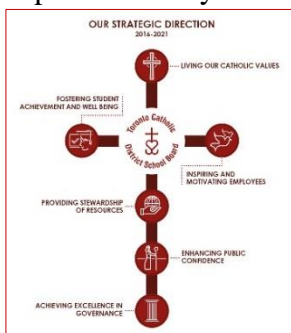 OUR STRATEGIC DIRECTION
2016-2021
LIVING OUR CATHOLIC VALUES
FOSTERING STUDENT
ACHIEVEMENT AND WELL BEING
Toronto Catholic
District School Board
INSPIRING AND
MOTIVATING EMPLOYEES
PROVIDING STEWARDSHIP
OF RESOURCES
ENHANCING PUBLIC
CONFIDENCE
ACHIEVING EXCELLENCE IN
GOVERNANCE